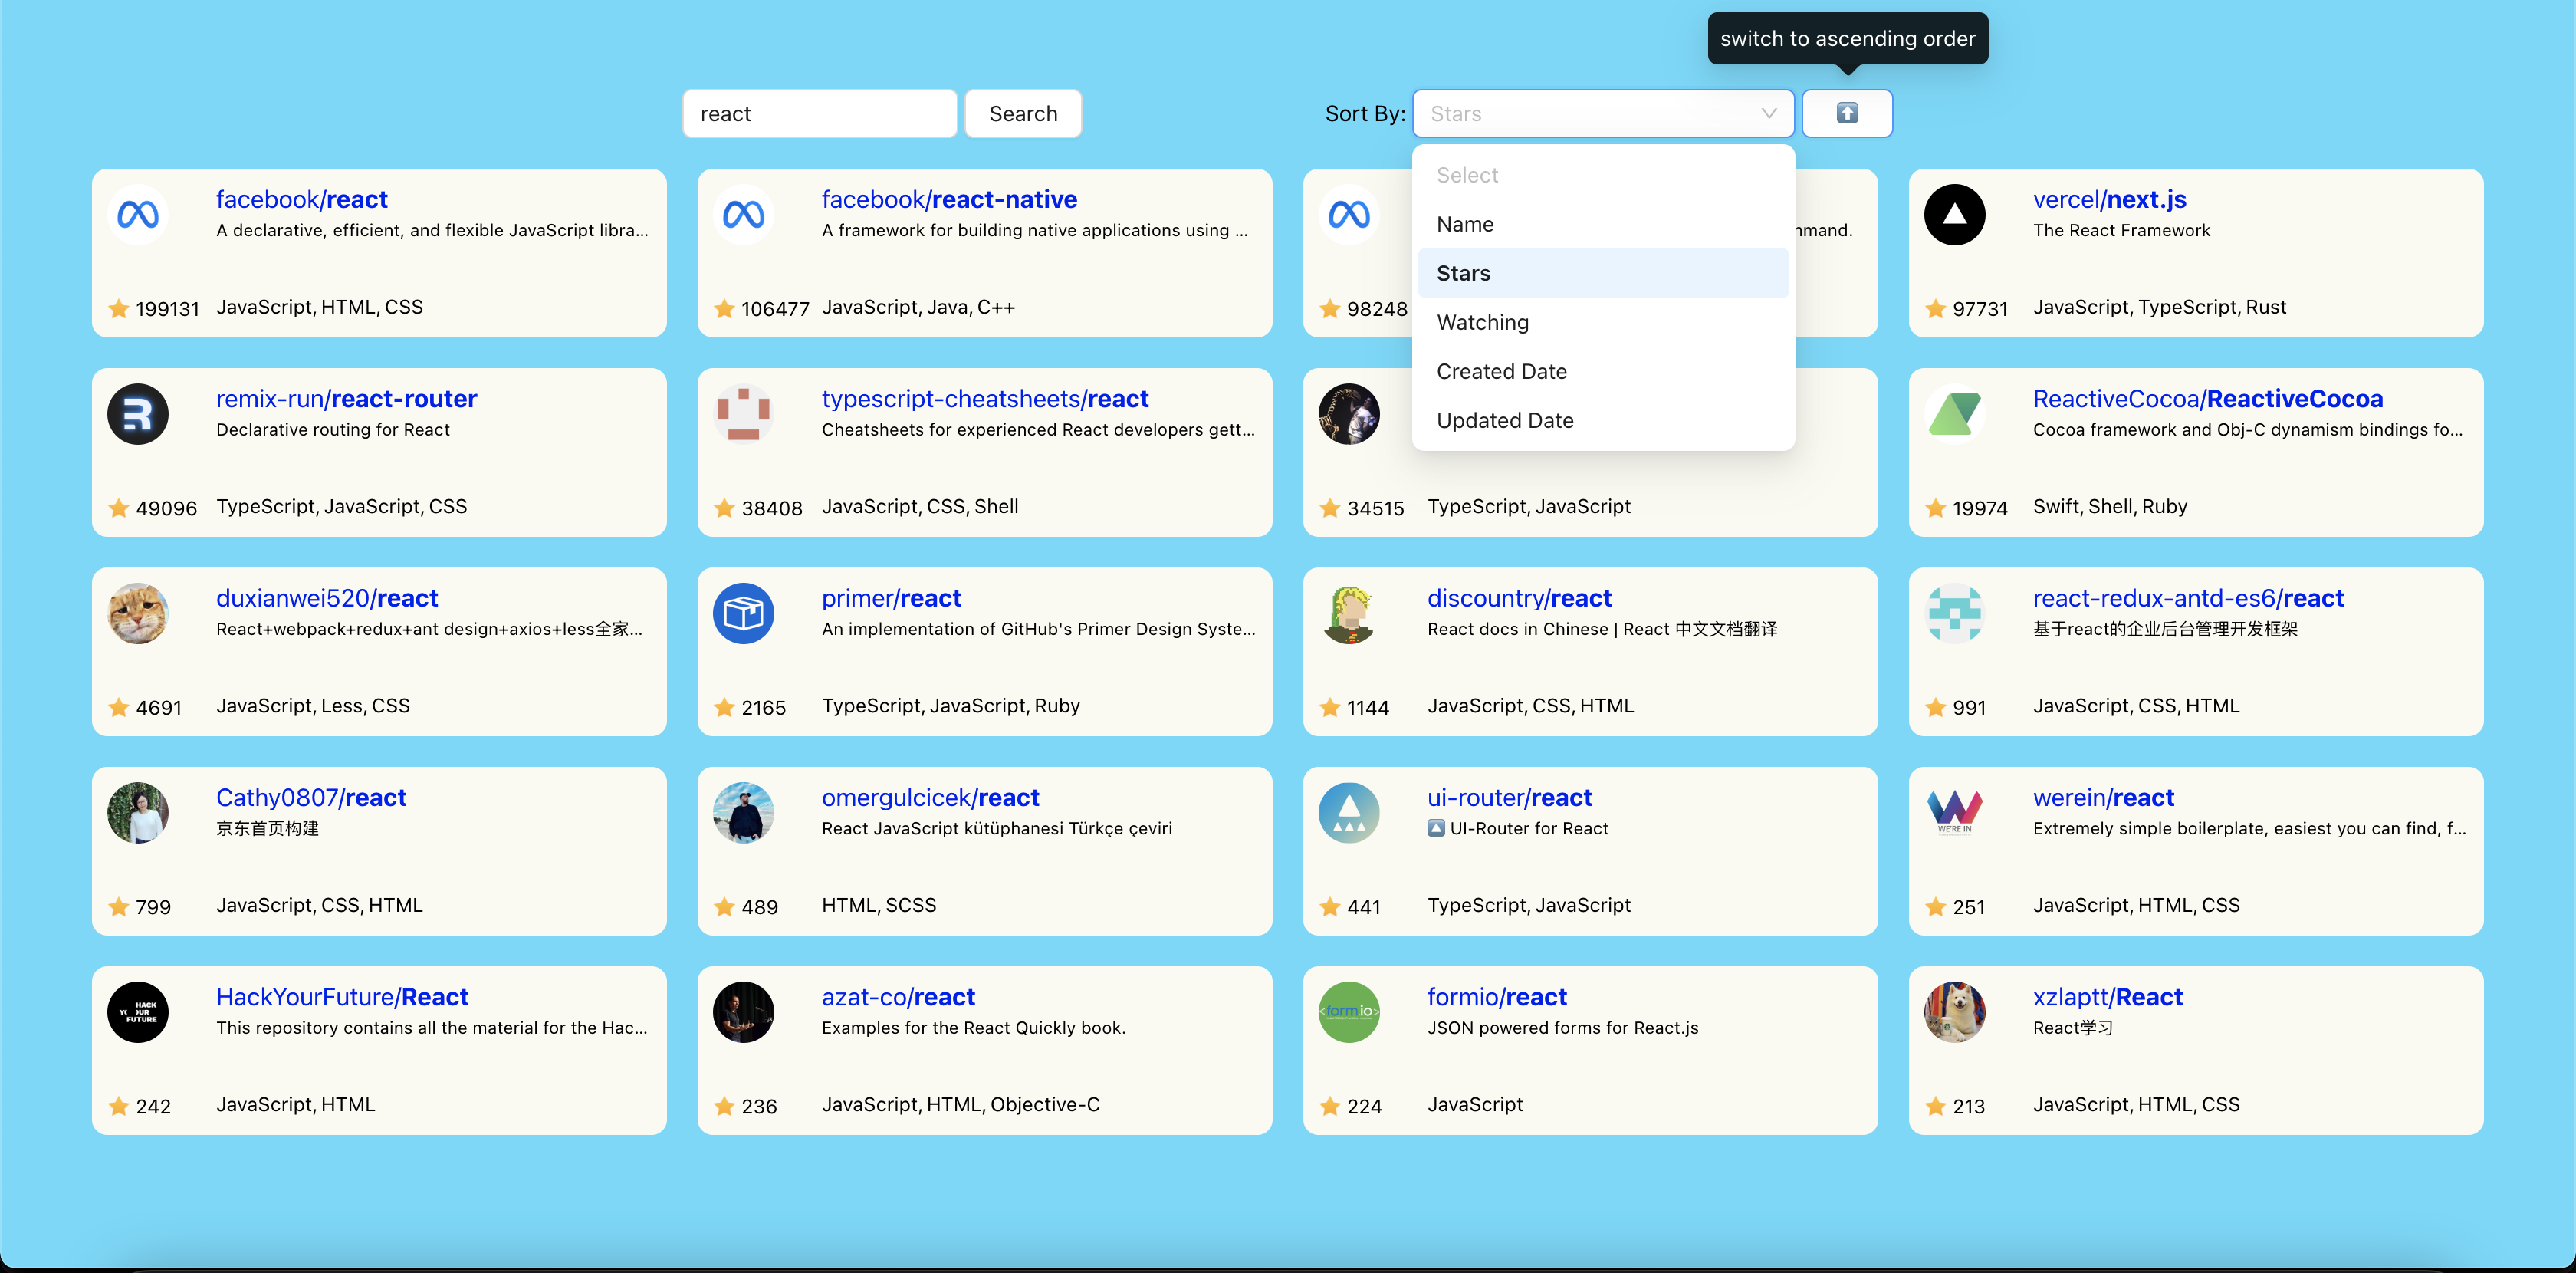 switch to ascending order
react
Search
Sort By:
Stars
Select
Name
Stars
Watching
Created Date
Updated Date
facebook/react
A declarative, efficient, and flexible JavaScript libra...
199131
JavaScript, HTML, CSS
facebook/react-native
A framework for building native applications using ...
106477
JavaScript, Java, C++
98248
vercel/next.js
The React Framework
97731
JavaScript, TypeScript, Rust
remix-run/react-router
Declarative routing for React
49096
TypeScript, JavaScript, CSS
typescript-cheatsheets/react
Cheatsheets for experienced React developers gett...
38408
JavaScript, CSS, Shell
34515
TypeScript, JavaScript
ReactiveCocoa/ReactiveCocoa
Cocoa framework and Obj-C dynamism bindings fo...
19974
Swift, Shell, Ruby
duxianwei520/react
React+webpack+redux+ant design+axios+less全家...
4691
JavaScript, Less, CSS
primer/react
An implementation of GitHub's Primer Design Syste...
2165
TypeScript, JavaScript, Ruby
discountry/react
React docs in Chinese | React 中文文档翻译
1144
JavaScript, CSS, HTML
react-redux-antd-es6/react
基于react的企业后台管理开发框架
991
JavaScript, CSS, HTML
Cathy0807/react
京东首页构建
799
JavaScript, CSS, HTML
omergulcicek/react
React JavaScript kütüphanesi Türkçe çeviri
489
HTML, SCSS
ui-router/react
UI-Router for React
441
TypeScript, JavaScript
WE'RE IN
werein/react
Extremely simple boilerplate, easiest you can find, f...
251
JavaScript, HTML, CSS
HACK
YOUR
FUTURE
HackYourFuture/React
This repository contains all the material for the Hac...
242
JavaScript, HTML
azat-co/react
Examples for the React Quickly book.
236
JavaScript, HTML, Objective-C
<form.io>
formio/react
JSON powered forms for React.js
224
JavaScript
xzlaptt/React
React学习
213
JavaScript, HTML, CSS